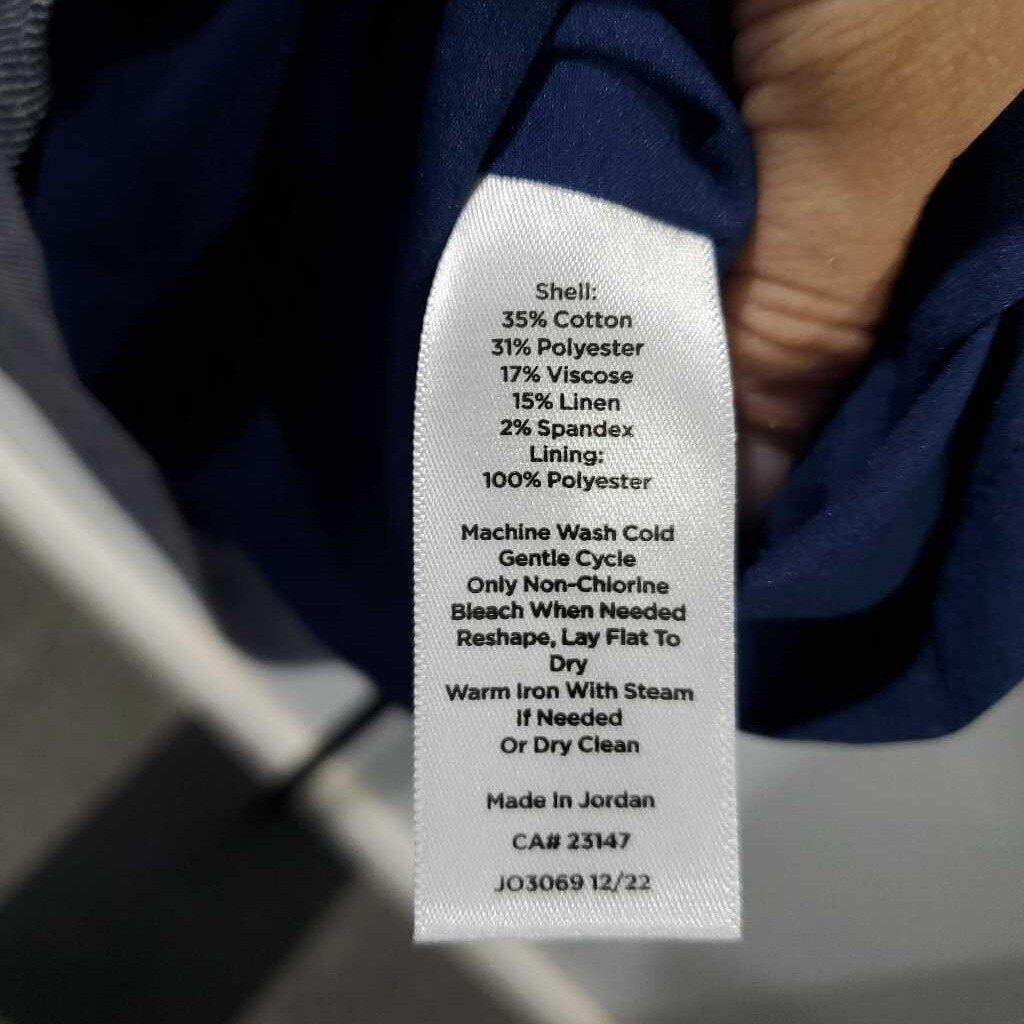 Shell:
35% Cotton
31% Polyester
17% Viscose
15% Linen
2% Spandex
Lining:
100% Polyester
Machine Wash Cold
Gentle Cycle
Only Non-Chlorine
Bleach When Needed
Reshape, Lay Flat To
Dry
Warm Iron With Steam
If Needed
Or Dry Clean
Made In Jordan
CA# 23147
JO3069 12/22